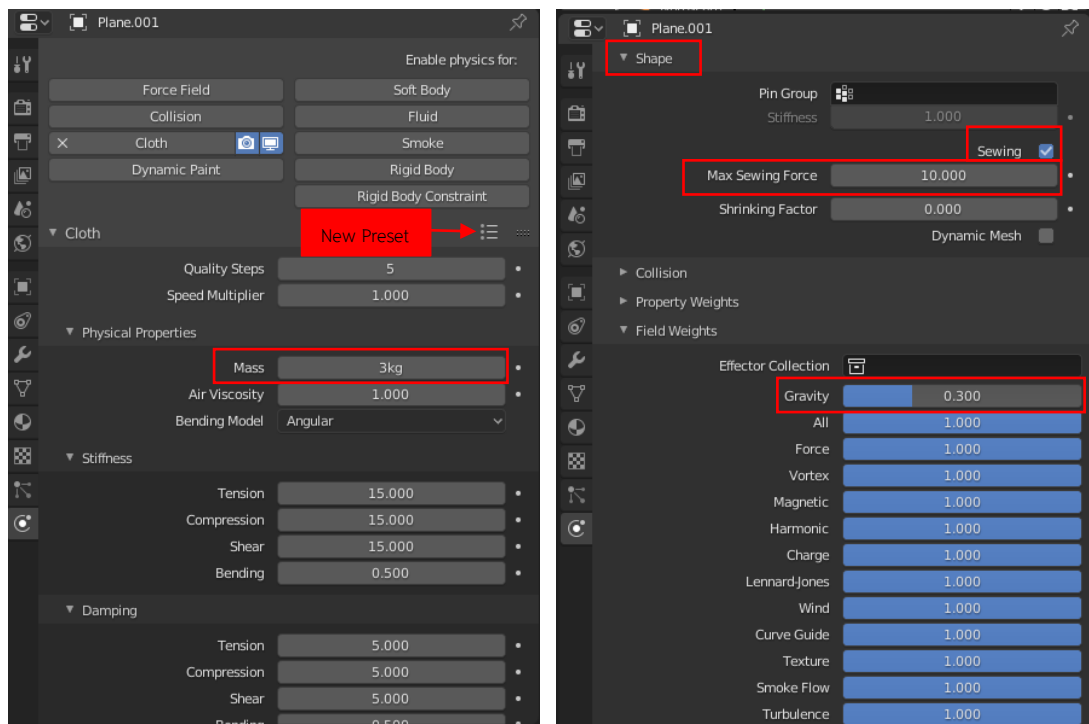 Plane.001
Enable physics for:
Force Field Soft Body
Collision Fluid
Cloth Smoke
Dynamic Paint Rigid Body
Rigid Body Constraint
New Preset
Cloth
Quality Steps 5
Speed Multiplier 1.000
Physical Properties
Mass 3kg
Air Viscosity 1.000
Bending Model Angular
Stiffness
Tension 15.000
Compression 15.000
Shear 15.000
Bending 0.500
Damping
Tension 5.000
Compression 5.000
Shear 5.000
Bending 0.500
Plane.001
Shape
Pin Group
Stiffness 1.000
Sewing
Max Sewing Force 10.000
Shrinking Factor 0.000
Dynamic Mesh
Collision
Property Weights
Field Weights
Effector Collection
Gravity 0.300
All 1.000
Force 1.000
Vortex 1.000
Magnetic 1.000
Harmonic 1.000
Charge 1.000
Lennard-Jones 1.000
Wind 1.000
Curve Guide 1.000
Texture 1.000
Smoke Flow 1.000
Turbulence 1.000